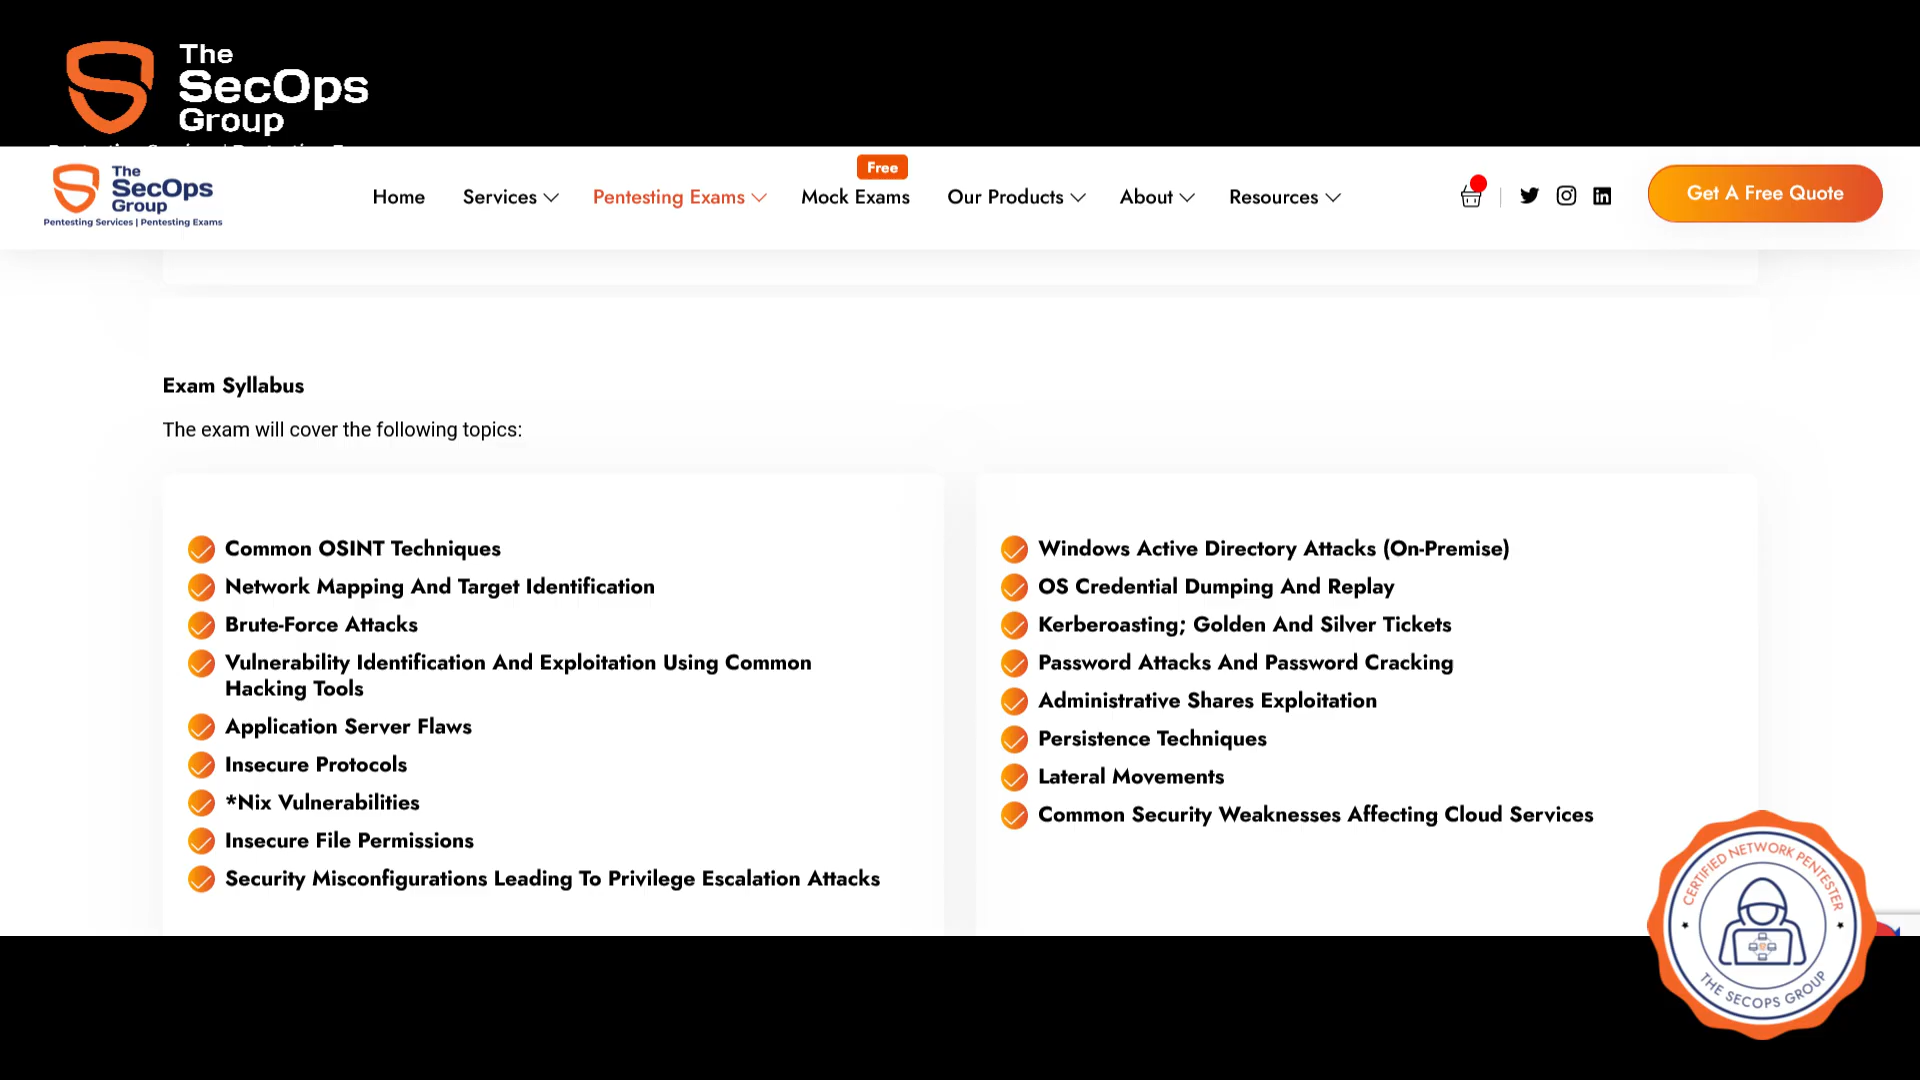 The
SecOps
Group
The
SecOps
Group
Pentesting Services | Pentesting Exams
Home
Services
Pentesting Exams
Free
Mock Exams
Our Products
About
Resources
Get A Free Quote
Exam Syllabus
The exam will cover the following topics:
Common OSINT Techniques
Network Mapping And Target Identification
Brute-Force Attacks
Vulnerability Identification And Exploitation Using Common
Hacking Tools
Application Server Flaws
Insecure Protocols
*Nix Vulnerabilities
Insecure File Permissions
Security Misconfigurations Leading To Privilege Escalation Attacks
Windows Active Directory Attacks (On-Premise)
OS Credential Dumping And Replay
Kerberoasting; Golden And Silver Tickets
Password Attacks And Password Cracking
Administrative Shares Exploitation
Persistence Techniques
Lateral Movements
Common Security Weaknesses Affecting Cloud Services
CERTIFIED NETWORK PENTESTER
THE SECOPS GROUP